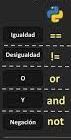 Igualdad ==
Desigualdad !=
O or
Y and
Negación not